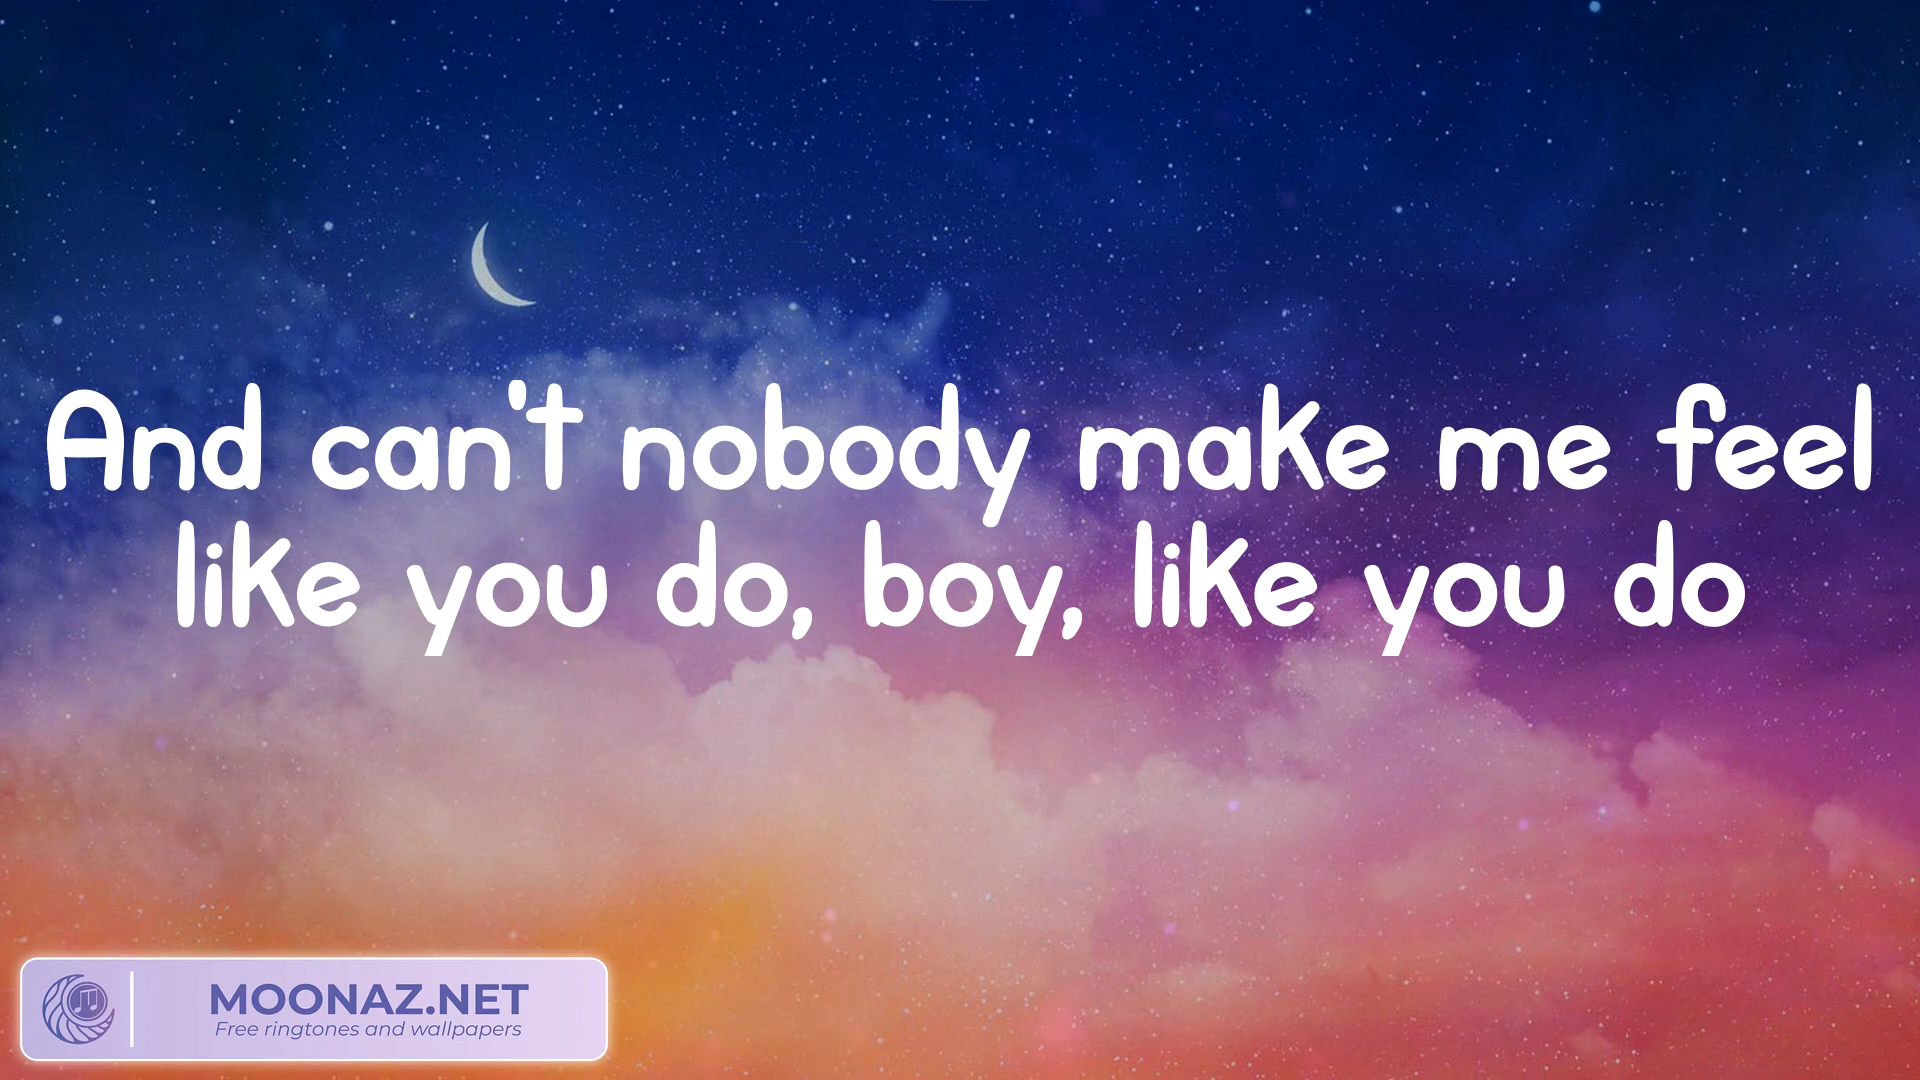 And can't nobody make me feel
like you do, boy, like you do
MOONAZ.NET
Free ringtones and wallpapers